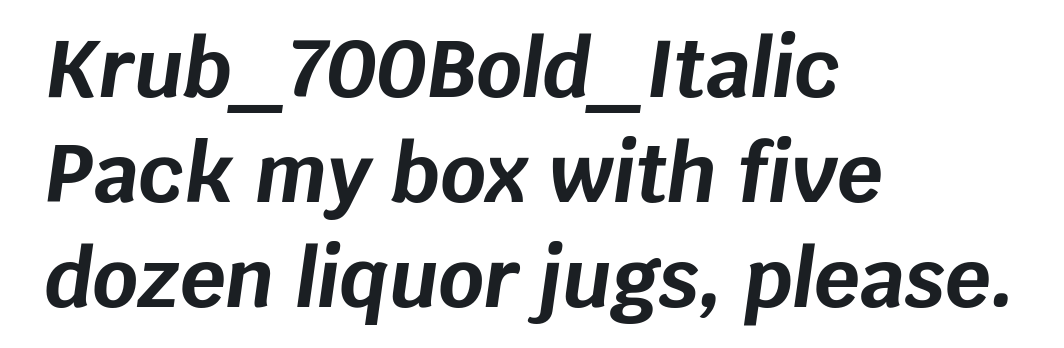 Krub_700Bold_Italic
Pack my box with five
dozen liquor jugs, please.